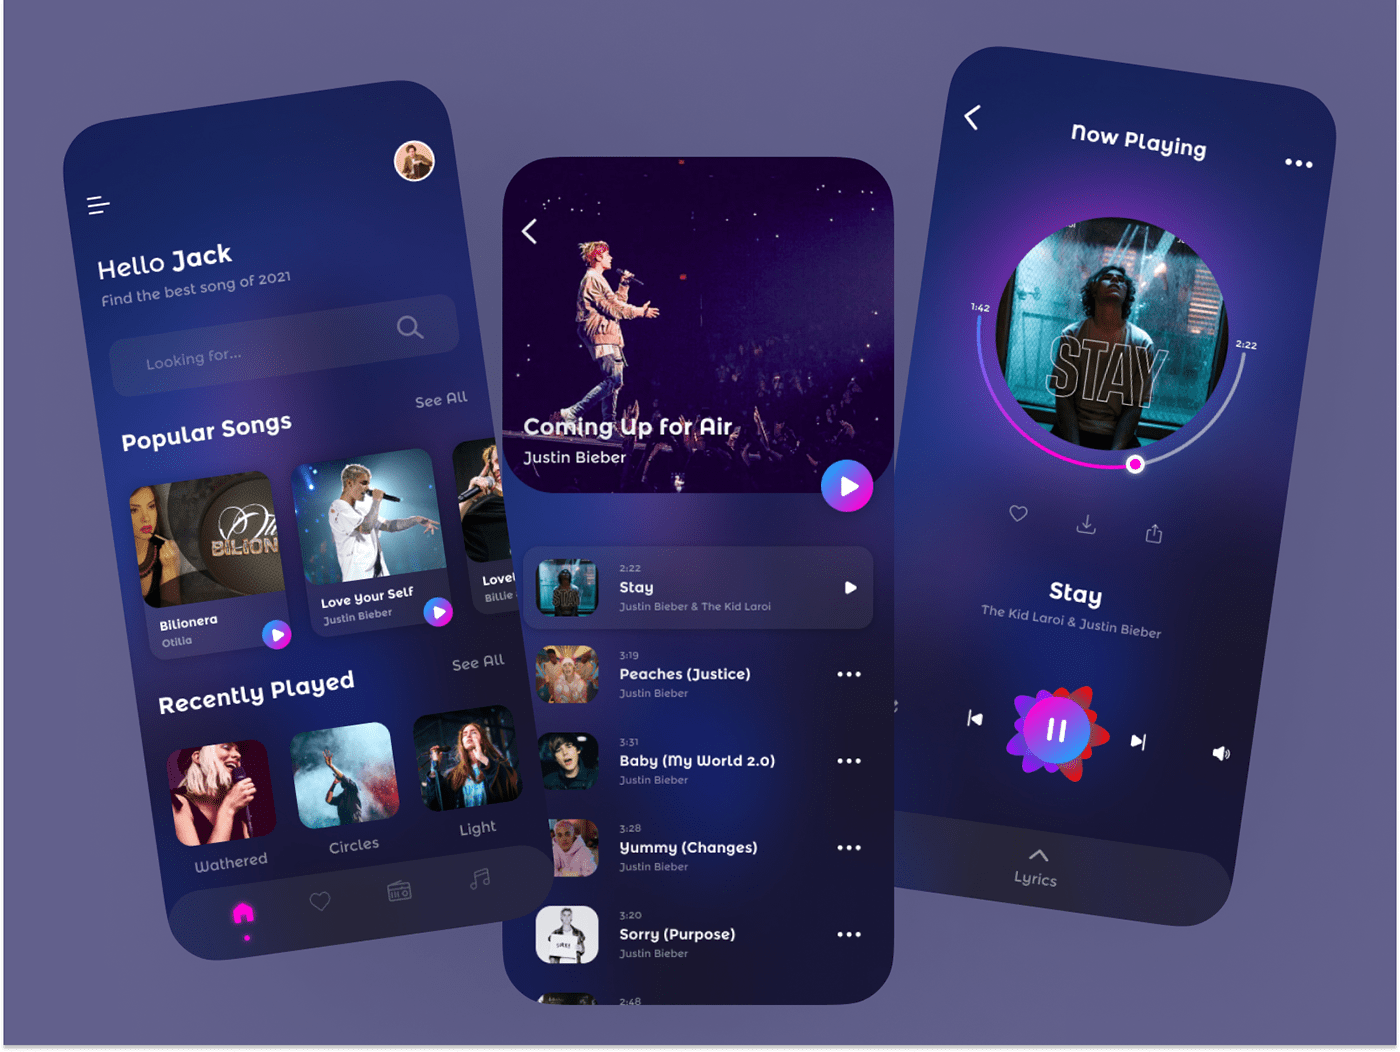 Hello Jack
Find the best song of 2021
Looking for...
Popular Songs
See All
BILION
Bilionera
Otilia
Love Your Self
Justin Bieber
Lovel
Billie
Recently Played
See All
Wathered
Circles
Light
Coming Up for Air
Justin Bieber
STAY
2:22
Stay
Justin Bieber & The Kid Laroi
3:19
Peaches (Justice)
Justin Bieber
3:31
Baby (My World 2.0)
Justin Bieber
3:28
Yummy (Changes)
Justin Bieber
SORRY
3:20
Sorry (Purpose)
Justin Bieber
2:48
Now Playing
1:42
2:22
STAY
Stay
The Kid Laroi & Justin Bieber
Lyrics